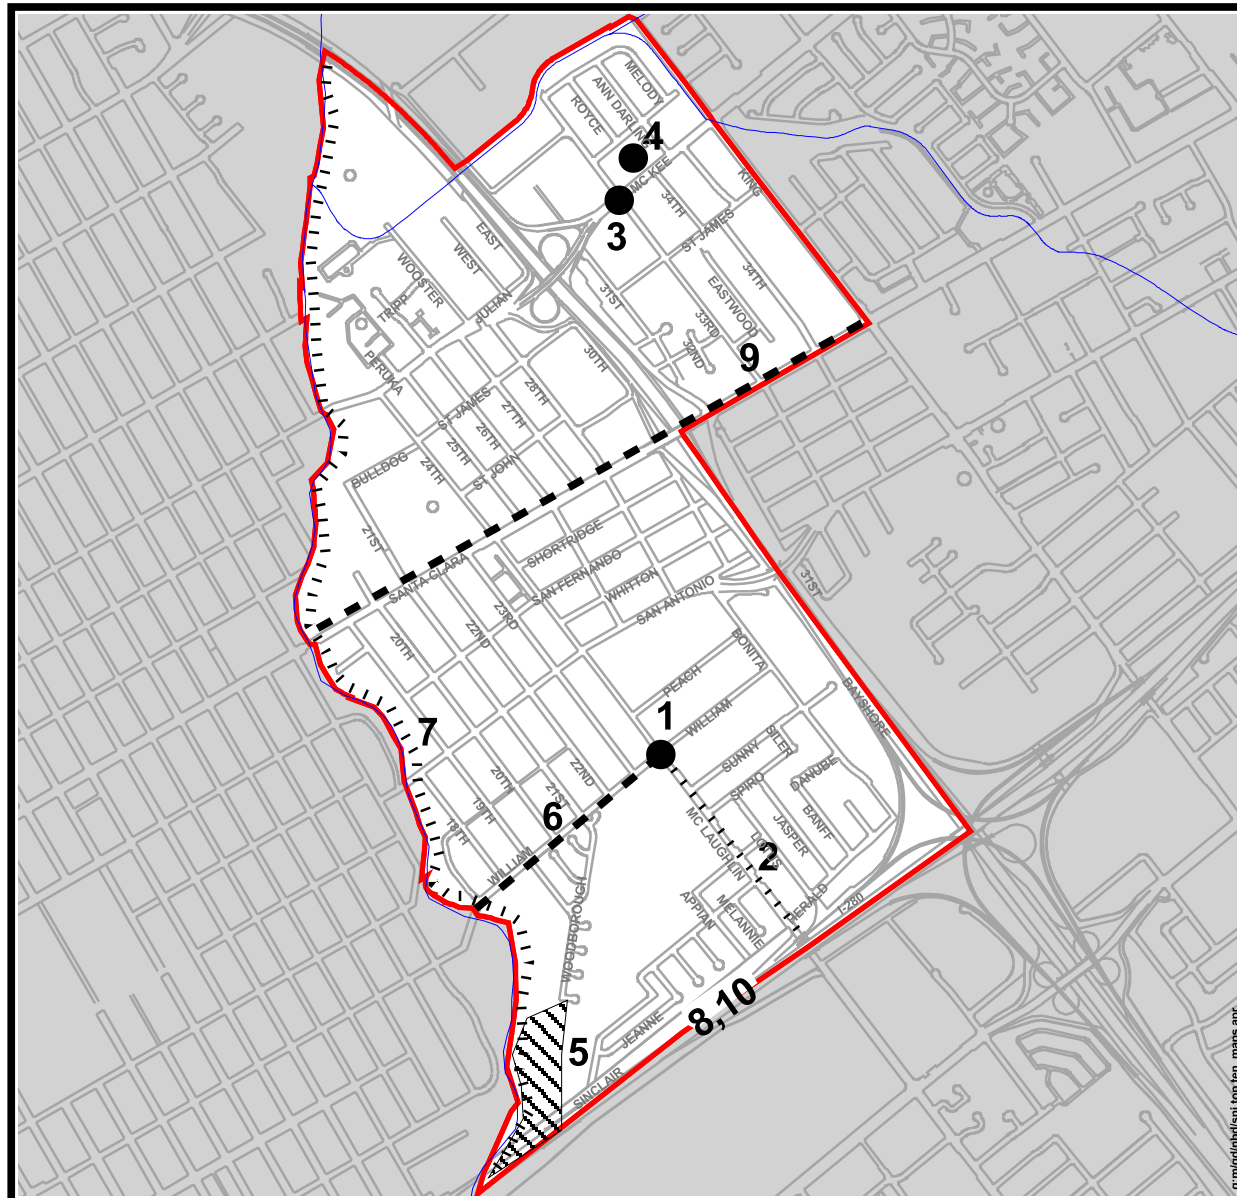 MELODY
ANN DARLING
ROYCE
4
MC KEE
KING
34TH
3
ST JAMES
EAST
WEST
34TH
WOOSTER
EASTWOOD
31ST
TRIPP
JULIAN
33RD
32ND
9
30TH
PERUKA
28TH
ST JAMES
27TH
26TH
25TH
BULLDOG
24TH
ST JOHN
21ST
SHORTRIDGE
SANTA CLARA
SAN FERNANDO
WHITTON
31ST
SAN ANTONIO
23RD
22ND
20TH
BONITA
PEACH
BAYSHORE
1
WILLIAM
7
SILER
SUNNY
22ND
DANUBE
20TH
21ST
SPIRO
19TH
6
BANFF
18TH
MC LAUGHLIN
JASPER
2
WILLIAM
WOODBOROUGH
APPIAN
MELANNIE
I-280
8,10
JEANNE
5
SINCLAIR